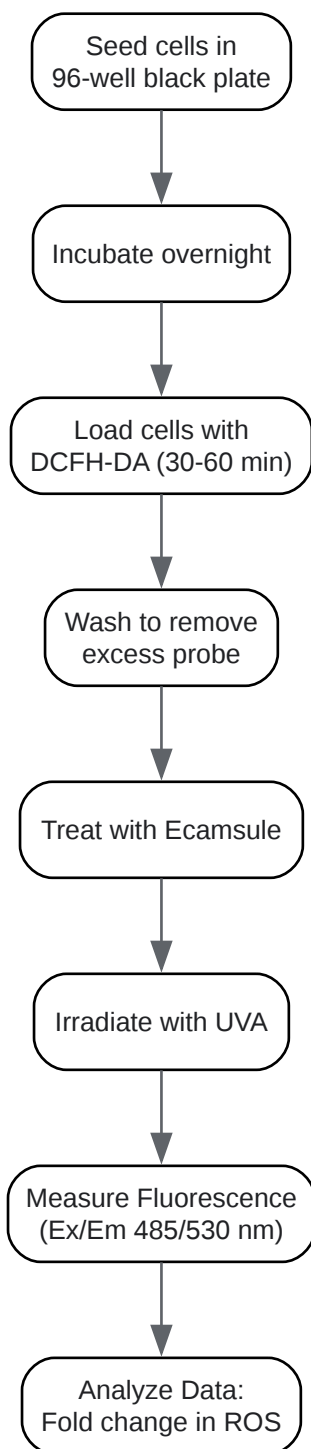 Seed cells in
96-well black plate
Incubate overnight
Load cells with
DCFH-DA (30-60 min)
Wash to remove
excess probe
Treat with Ecamsule
Irradiate with UVA
Measure Fluorescence
(Ex/Em 485/530 nm)
Analyze Data:
Fold change in ROS